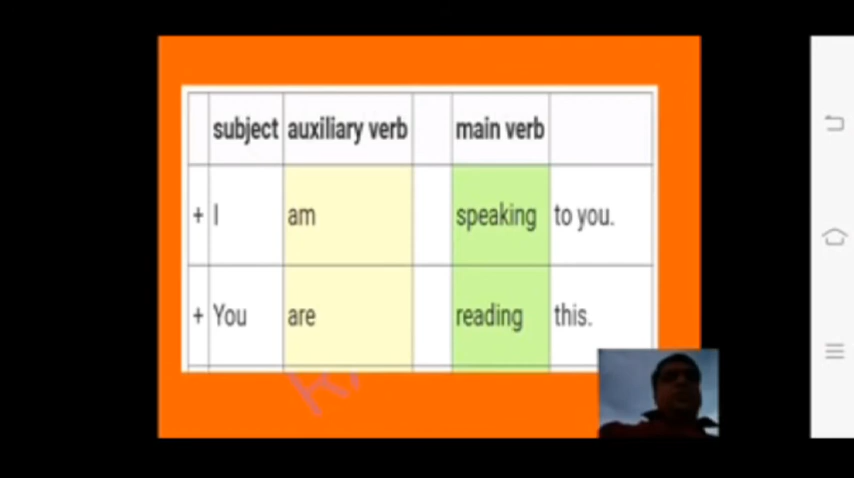 subject auxiliary verb main verb
+ I am speaking to you.
+ You are reading this.